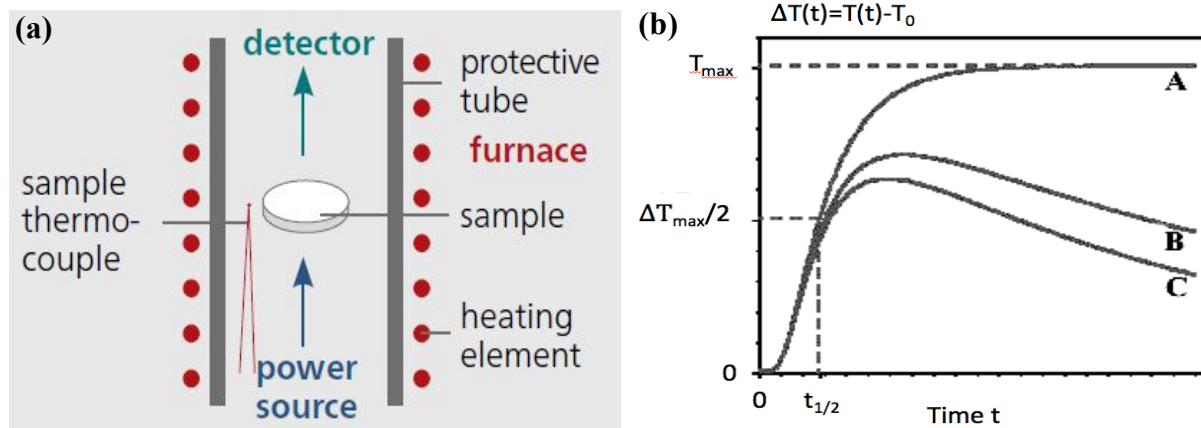 (a)
detector
protective
tube
furnace
sample
thermo-
couple
sample
heating
element
power
source
(b)
ΔT(t)=T(t)-T₀
Tmax
A
ΔTmax/2
B
C
0
0
t1/2
Time t